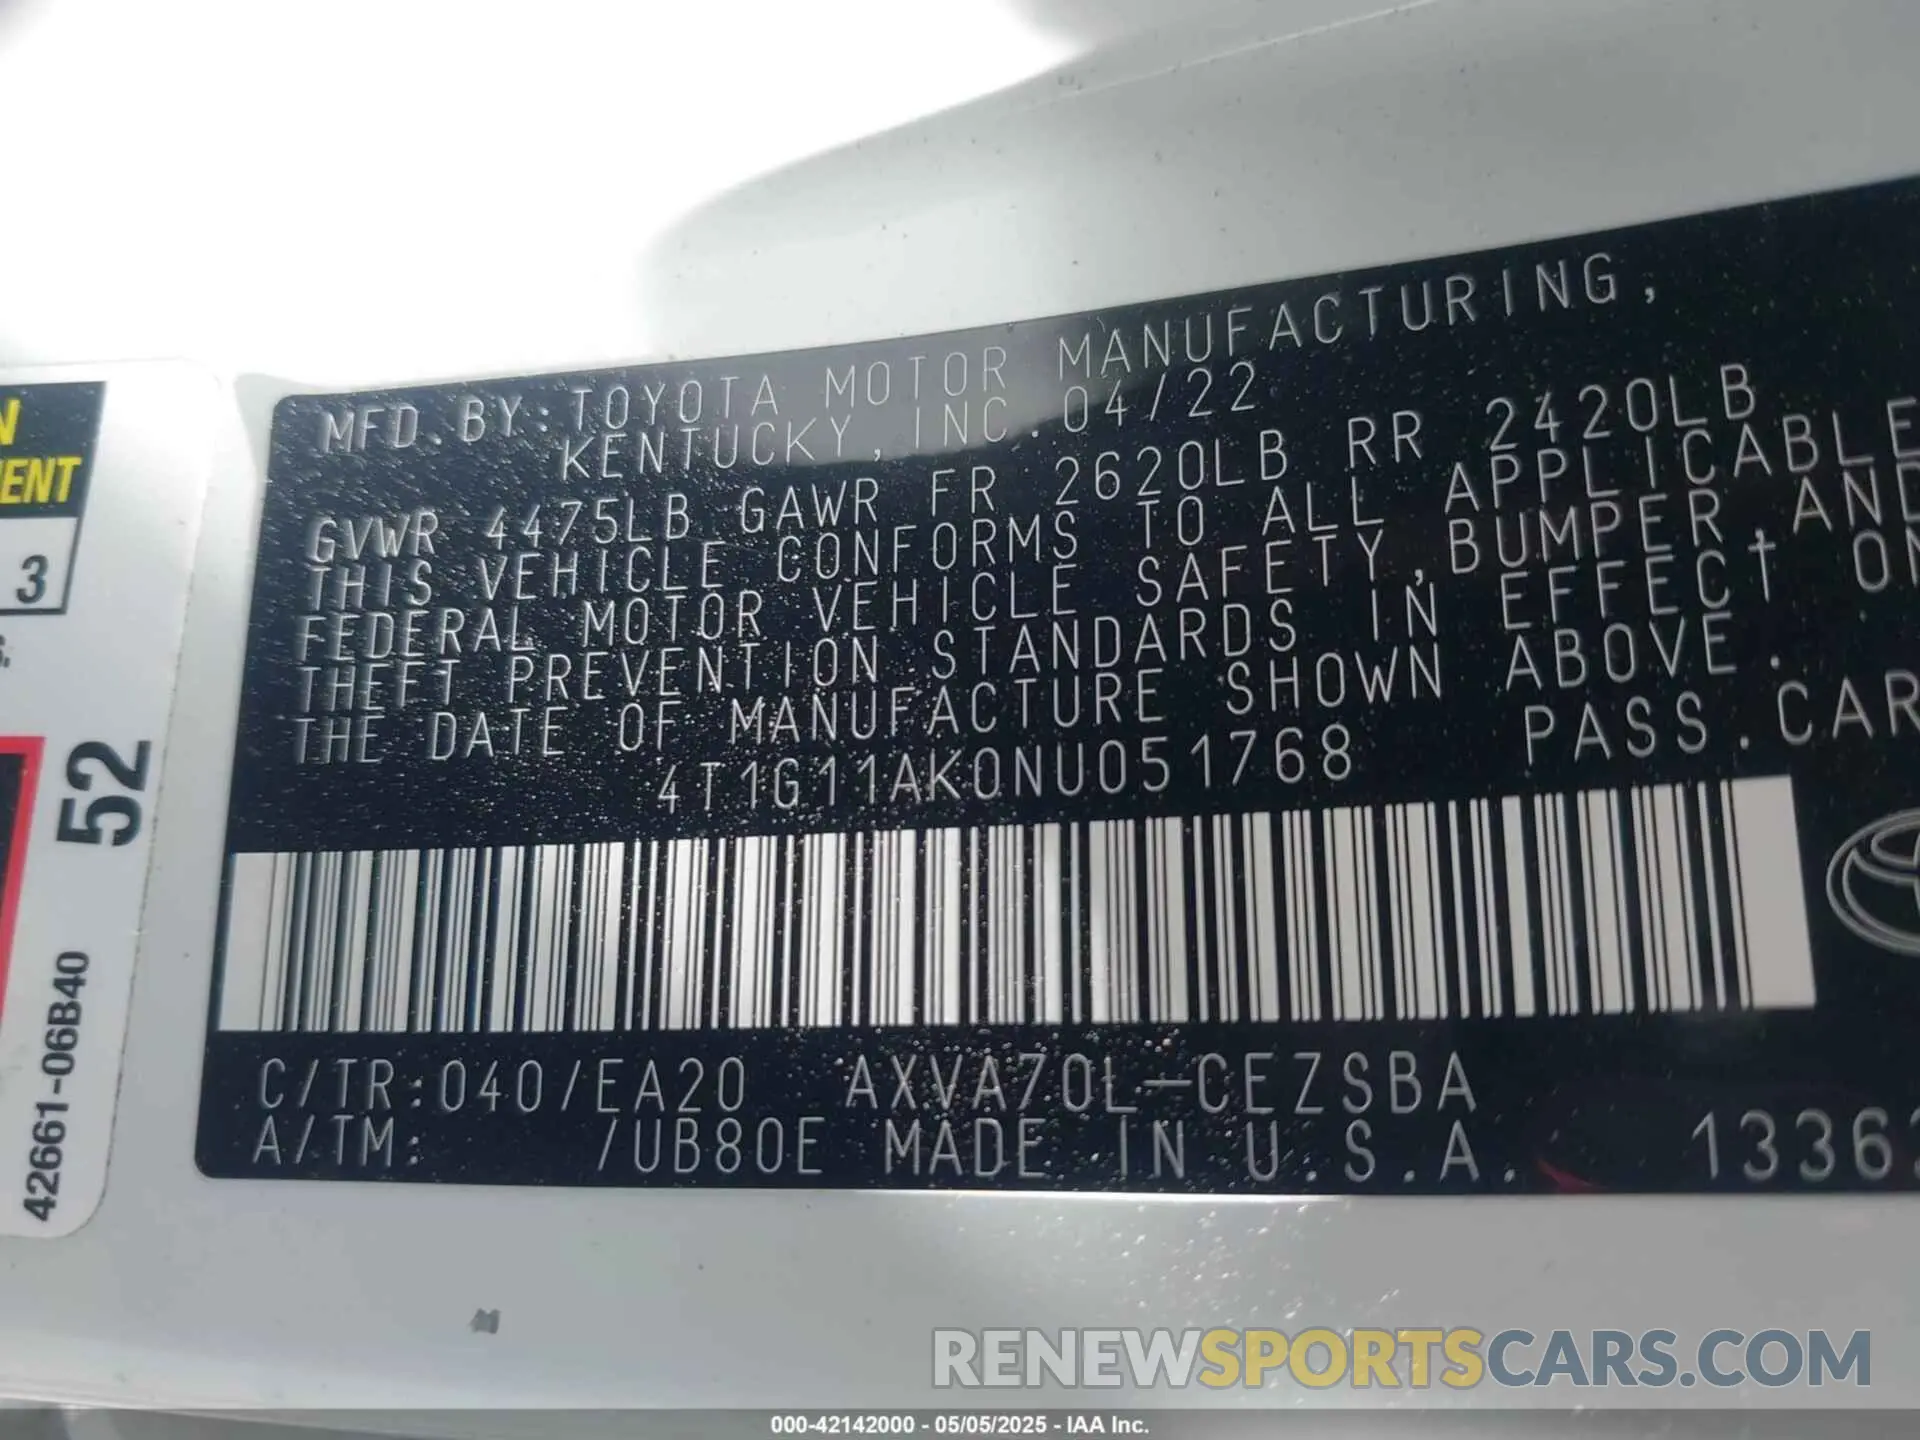 MFD.BY:TOYOTA MOTOR MANUFACTURING,
KENTUCKY, INC. 04/22
GVWR 4475LB GAWR FR 2620LB RR 2420LB
THIS VEHICLE CONFORMS TO ALL APPLICABLE
FEDERAL MOTOR VEHICLE SAFETY,BUMPER,AND
THEFT PREVENTION STANDARDS IN EFFECT ON
THE DATE OF MANUFACTURE SHOWN ABOVE.
4T1G11AK0NU051768 PASS.CAR
C/TR:040/EA20 AXVA70L-CEZSBA
A/TM: /UB80E MADE IN U.S.A. 13363
N
ENT
3
52
42661-06B40
RENEWSPORTSCARS.COM
000-42142000 - 05/05/2025 - IAA Inc.